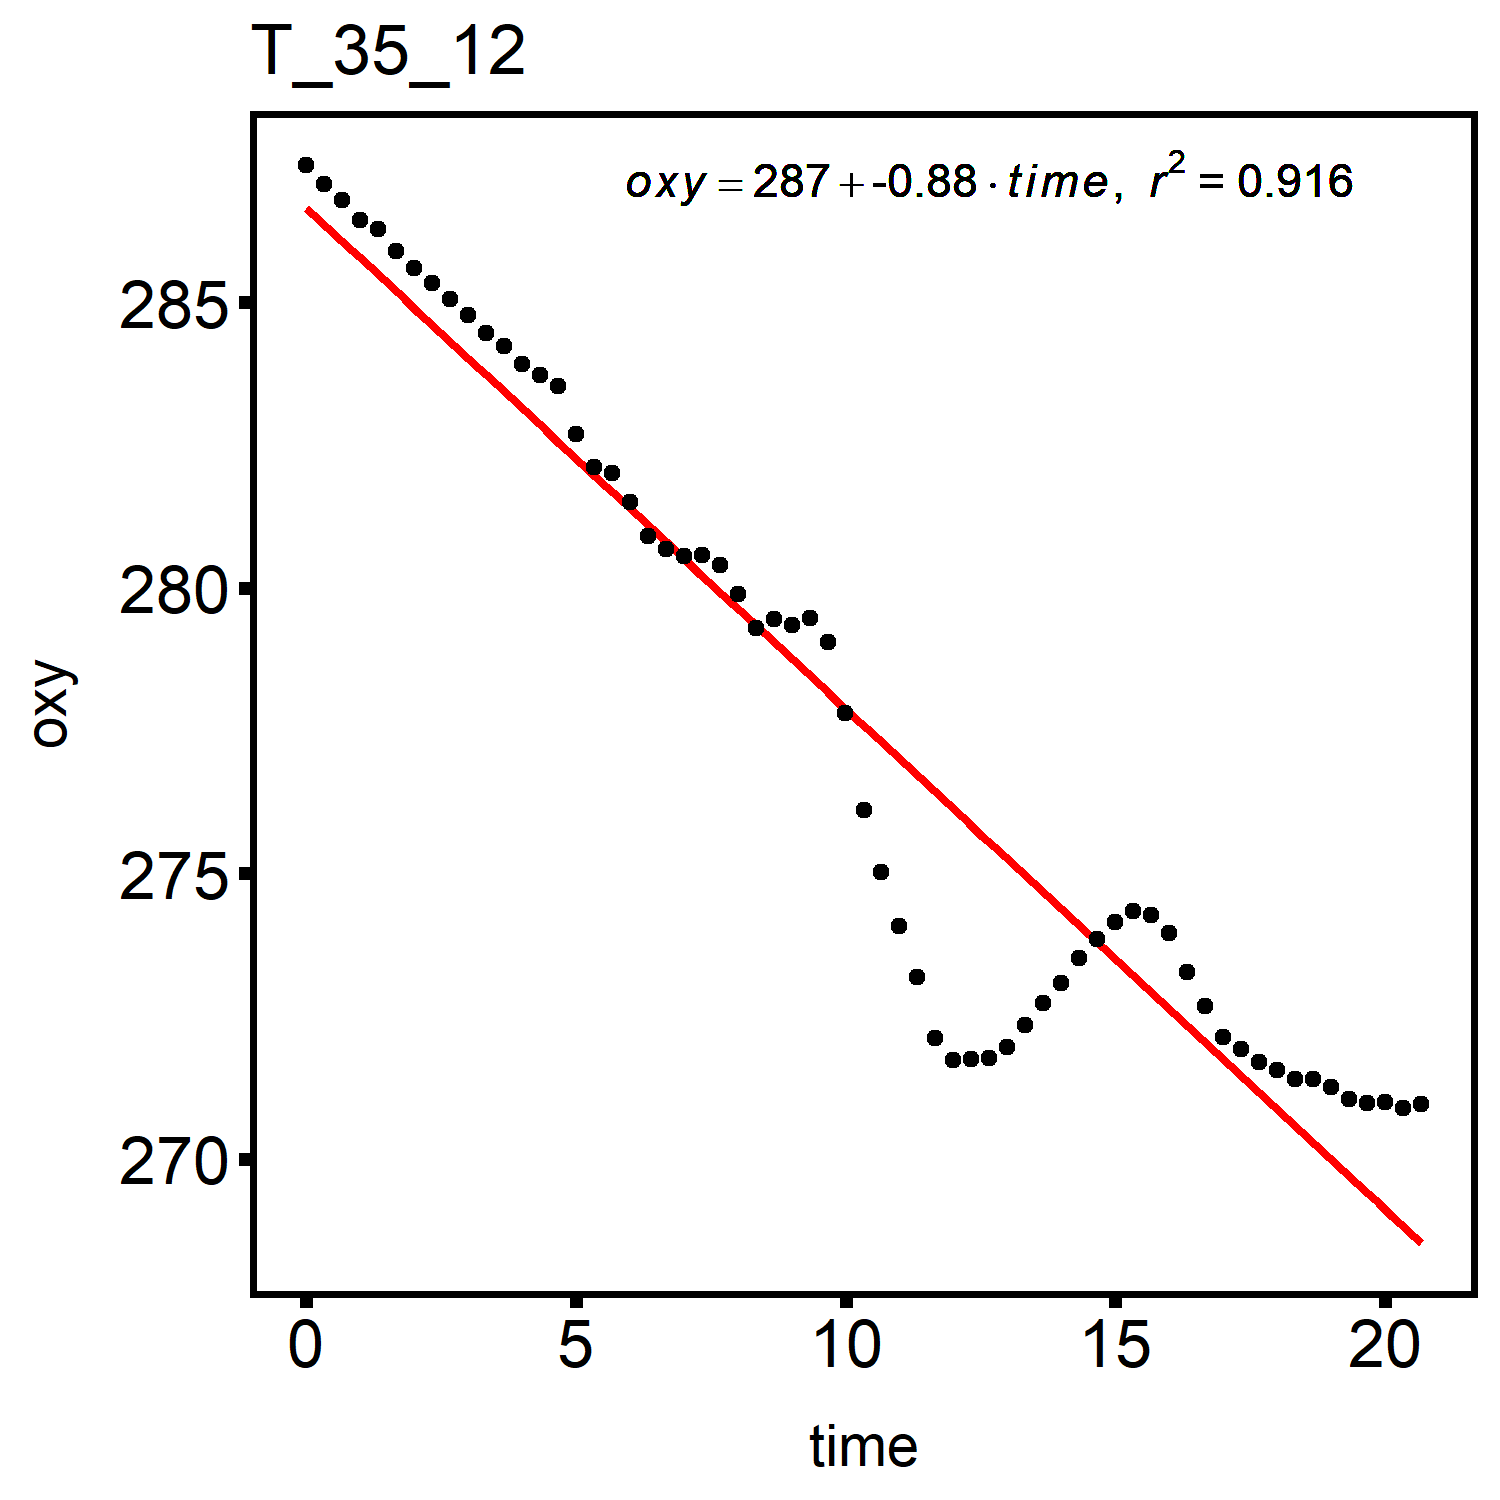 T_35_12
oxy = 287 + -0.88 · time, r² = 0.916
285
280
275
270
oxy
0 5 10 15 20
time